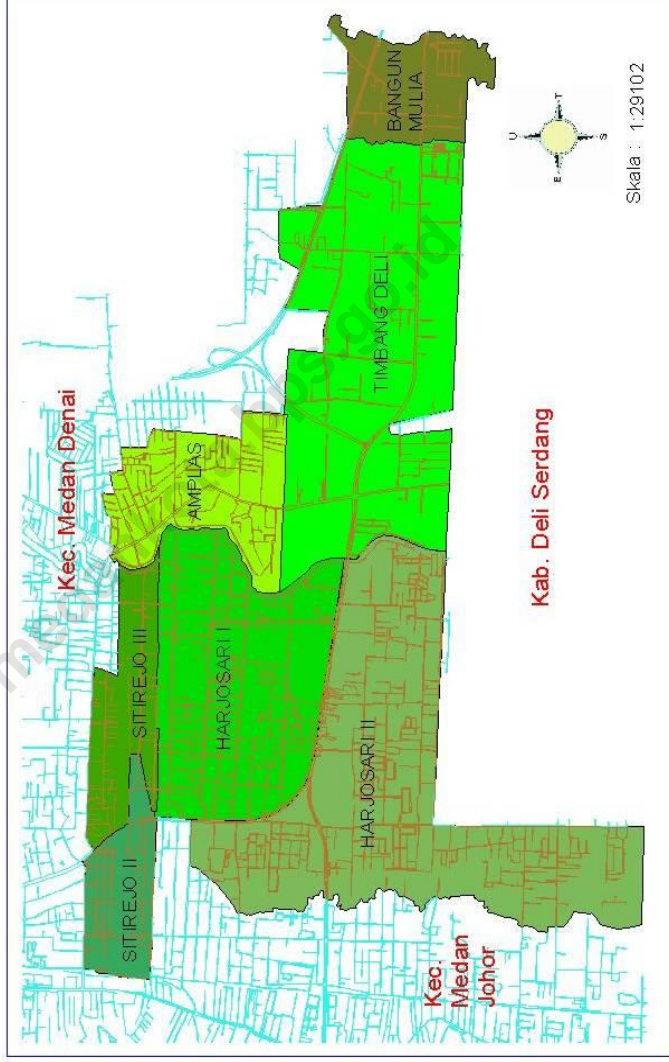 Kec. Medan Denai
SITIREJO III
SITIREJO II
HARJOSARI I
AMPLAS
TIMBANG DELI
BANGUN
MULIA
HARJOSARI II
Kec.
Medan
Johor
Kab. Deli Serdang
U
E
T
S
Skala : 1:29102